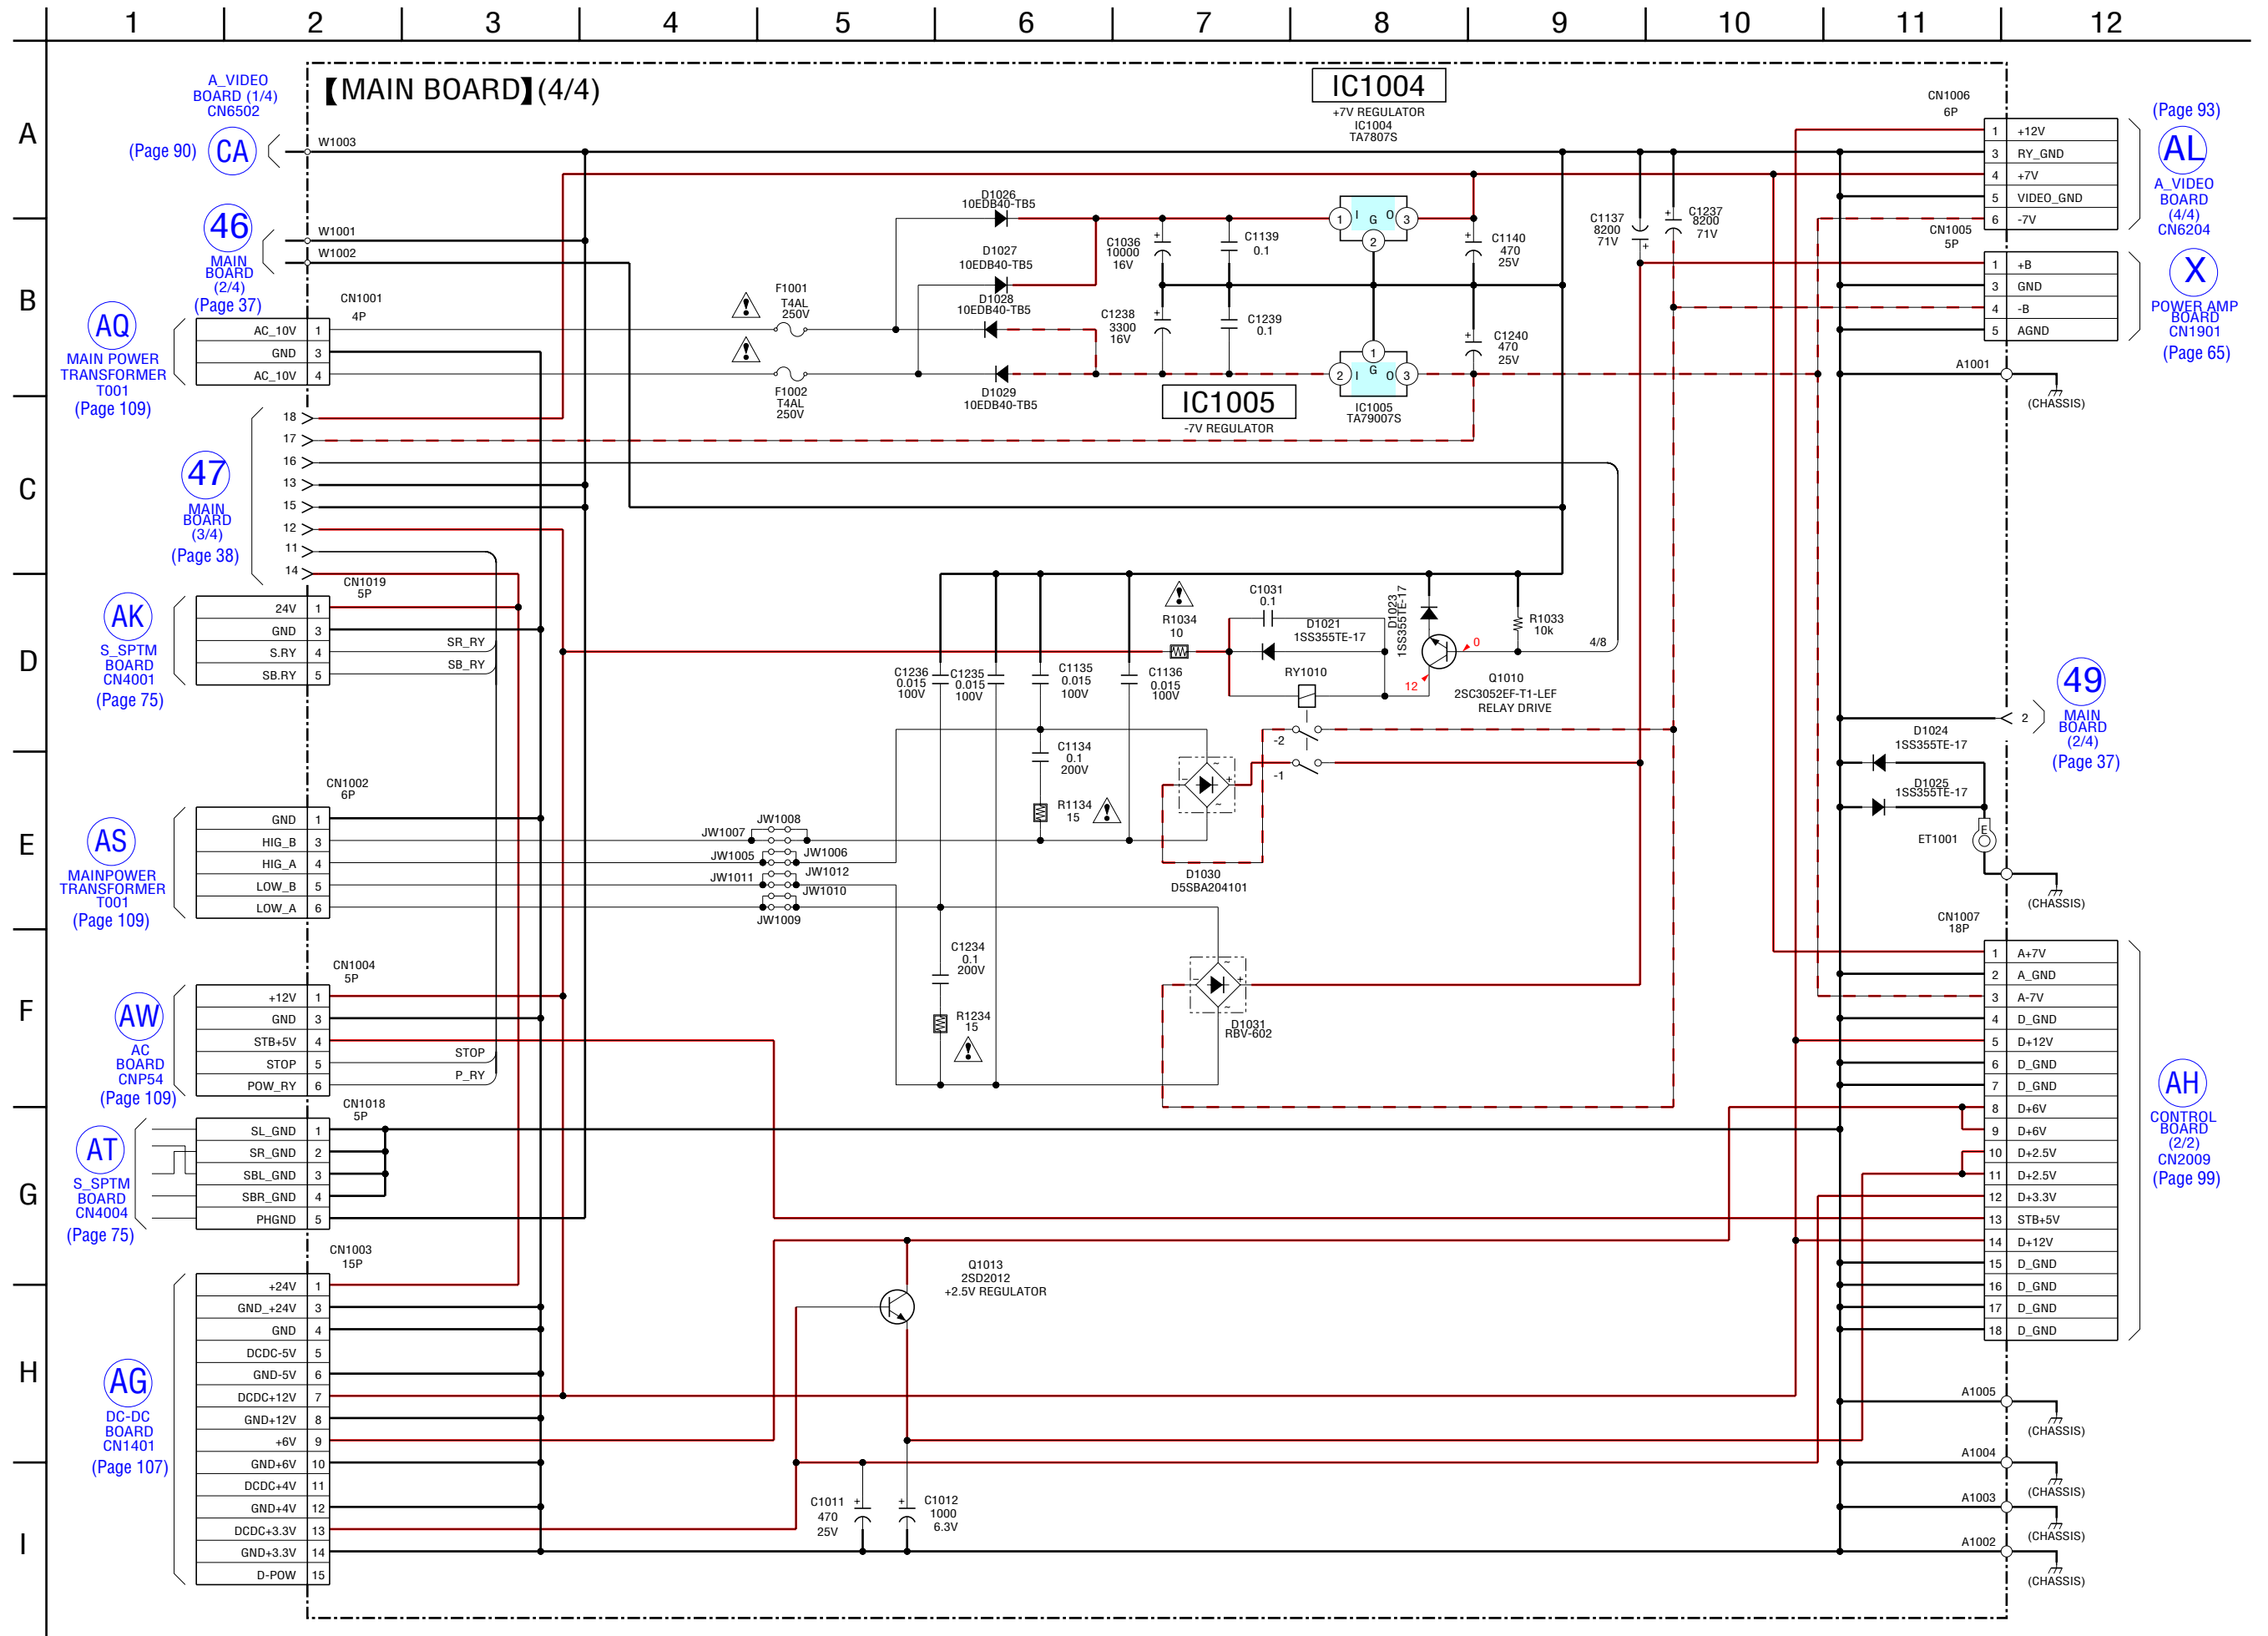 1 2 3 4 5 6 7 8 9 10 11 12
A
B
C
D
E
F
G
H
I
【MAIN BOARD】(4/4)
A_VIDEO
BOARD (1/4)
CN6502
(Page 90) CA
W1003
46
MAIN
BOARD
(2/4)
(Page 37)
W1001
W1002
AQ
MAIN POWER
TRANSFORMER
T001
(Page 109)
CN1001
4P
AC_10V 1
GND 3
AC_10V 4
47
MAIN
BOARD
(3/4)
(Page 38)
18
17
16
13
15
12
11
14
AK
S_SPTM
BOARD
CN4001
(Page 75)
CN1019
5P
24V 1
GND 3
S.RY 4
SB.RY 5
SR_RY
SB_RY
AS
MAINPOWER
TRANSFORMER
T001
(Page 109)
CN1002
6P
GND 1
HIG_B 3
HIG_A 4
LOW_B 5
LOW_A 6
AW
AC
BOARD
CNP54
(Page 109)
CN1004
5P
+12V 1
GND 3
STB+5V 4
STOP 5
POW_RY 6
STOP
P_RY
AT
S_SPTM
BOARD
CN4004
(Page 75)
CN1018
5P
SL_GND 1
SR_GND 2
SBL_GND 3
SBR_GND 4
PHGND 5
AG
DC-DC
BOARD
CN1401
(Page 107)
CN1003
15P
+24V 1
GND_+24V 3
GND 4
DCDC-5V 5
GND-5V 6
DCDC+12V 7
GND+12V 8
+6V 9
GND+6V 10
DCDC+4V 11
GND+4V 12
DCDC+3.3V 13
GND+3.3V 14
D-POW 15
F1001
T4AL
250V
F1002
T4AL
250V
D1026
10EDB40-TB5
D1027
10EDB40-TB5
D1028
10EDB40-TB5
D1029
10EDB40-TB5
C1036
10000
16V
C1139
0.1
C1238
3300
16V
C1239
0.1
IC1004
+7V REGULATOR
IC1004
TA7807S
1 I G O 3
2
1
2 I G O 3
IC1005
-7V REGULATOR
IC1005
TA79007S
C1140
470
25V
C1240
470
25V
C1137
8200
71V
C1237
8200
71V
C1236
0.015
100V
C1235
0.015
100V
C1135
0.015
100V
C1136
0.015
100V
R1034
10
C1031
0.1
D1021
1SS355TE-17
RY1010
D1023
1SS355TE-17
R1033
10k
4/8
0
12
Q1010
2SC3052EF-T1-LEF
RELAY DRIVE
-2
-1
C1134
0.1
200V
R1134
15
D1030
D5SBA204101
JW1008
JW1007
JW1005 JW1006
JW1011 JW1012
JW1010
JW1009
C1234
0.1
200V
R1234
15
D1031
RBV-602
Q1013
2SD2012
+2.5V REGULATOR
C1011
470
25V
C1012
1000
6.3V
CN1006
6P
1 +12V
3 RY_GND
4 +7V
5 VIDEO_GND
6 -7V
(Page 93)
AL
A_VIDEO
BOARD
(4/4)
CN6204
CN1005
5P
1 +B
3 GND
4 -B
5 AGND
X
POWER AMP
BOARD
CN1901
(Page 65)
A1001
(CHASSIS)
49
MAIN
BOARD
(2/4)
(Page 37)
2
D1024
1SS355TE-17
D1025
1SS355TE-17
ET1001
E
(CHASSIS)
CN1007
18P
1 A+7V
2 A_GND
3 A-7V
4 D_GND
5 D+12V
6 D_GND
7 D_GND
8 D+6V
9 D+6V
10 D+2.5V
11 D+2.5V
12 D+3.3V
13 STB+5V
14 D+12V
15 D_GND
16 D_GND
17 D_GND
18 D_GND
AH
CONTROL
BOARD
(2/2)
CN2009
(Page 99)
A1005
(CHASSIS)
A1004
(CHASSIS)
A1003
(CHASSIS)
A1002
(CHASSIS)